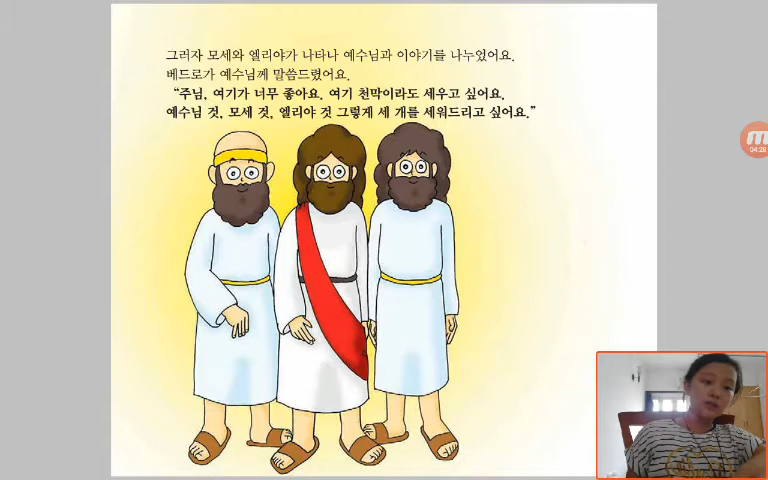 그러자 모세와 엘리야가 나타나 예수님과 이야기를 나누었어요.
베드로가 예수님께 말씀드렸어요.
“주님, 여기가 너무 좋아요. 여기 천막이라도 세우고 싶어요.
예수님 것, 모세 것, 엘리야 것 그렇게 세 개를 세워드리고 싶어요.”
04:28